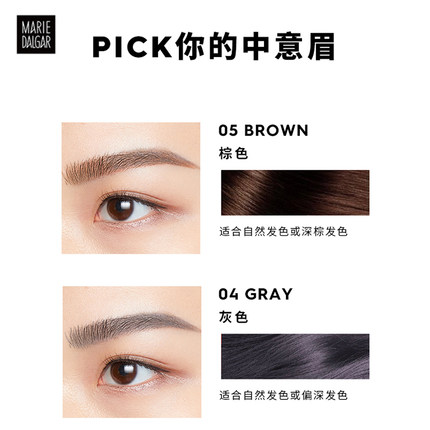 MARIE
DALGAR
PICK你的中意眉
05 BROWN
棕色
适合自然发色或深棕发色
04 GRAY
灰色
适合自然发色或偏深发色